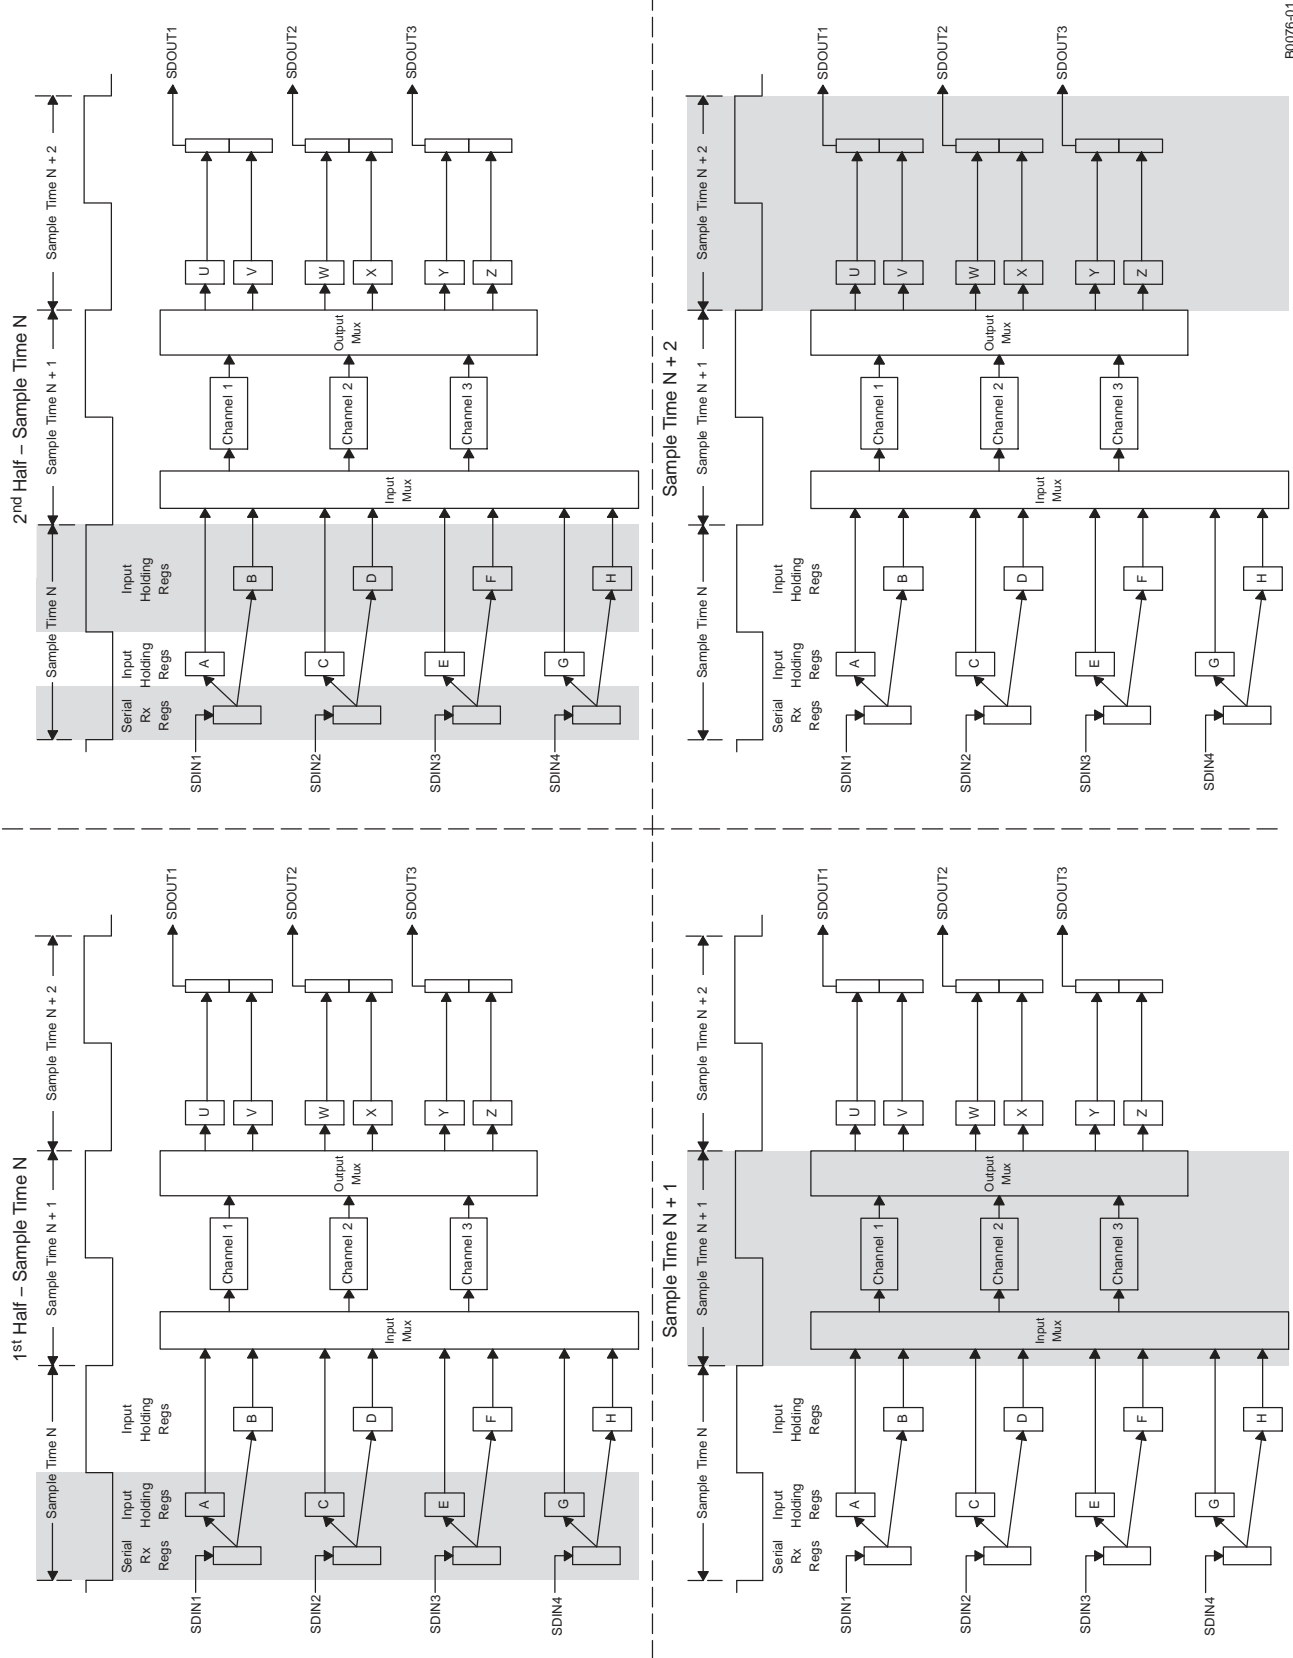 1st Half – Sample Time N
Sample Time N
Sample Time N + 1
Sample Time N + 2
Serial
Rx
Regs
Input
Holding
Regs
Input
Holding
Regs
SDIN1
A
B
SDIN2
C
D
SDIN3
E
F
SDIN4
G
H
Input
Mux
Channel 1
Channel 2
Channel 3
Output
Mux
U
V
W
X
Y
Z
SDOUT1
SDOUT2
SDOUT3
2nd Half – Sample Time N
Sample Time N
Sample Time N + 1
Sample Time N + 2
Serial
Rx
Regs
Input
Holding
Regs
Input
Holding
Regs
SDIN1
A
B
SDIN2
C
D
SDIN3
E
F
SDIN4
G
H
Input
Mux
Channel 1
Channel 2
Channel 3
Output
Mux
U
V
W
X
Y
Z
SDOUT1
SDOUT2
SDOUT3
Sample Time N + 1
Sample Time N
Sample Time N + 1
Sample Time N + 2
Serial
Rx
Regs
Input
Holding
Regs
Input
Holding
Regs
SDIN1
A
B
SDIN2
C
D
SDIN3
E
F
SDIN4
G
H
Input
Mux
Channel 1
Channel 2
Channel 3
Output
Mux
U
V
W
X
Y
Z
SDOUT1
SDOUT2
SDOUT3
Sample Time N + 2
Sample Time N
Sample Time N + 1
Sample Time N + 2
Serial
Rx
Regs
Input
Holding
Regs
Input
Holding
Regs
SDIN1
A
B
SDIN2
C
D
SDIN3
E
F
SDIN4
G
H
Input
Mux
Channel 1
Channel 2
Channel 3
Output
Mux
U
V
W
X
Y
Z
SDOUT1
SDOUT2
SDOUT3
B0076-01